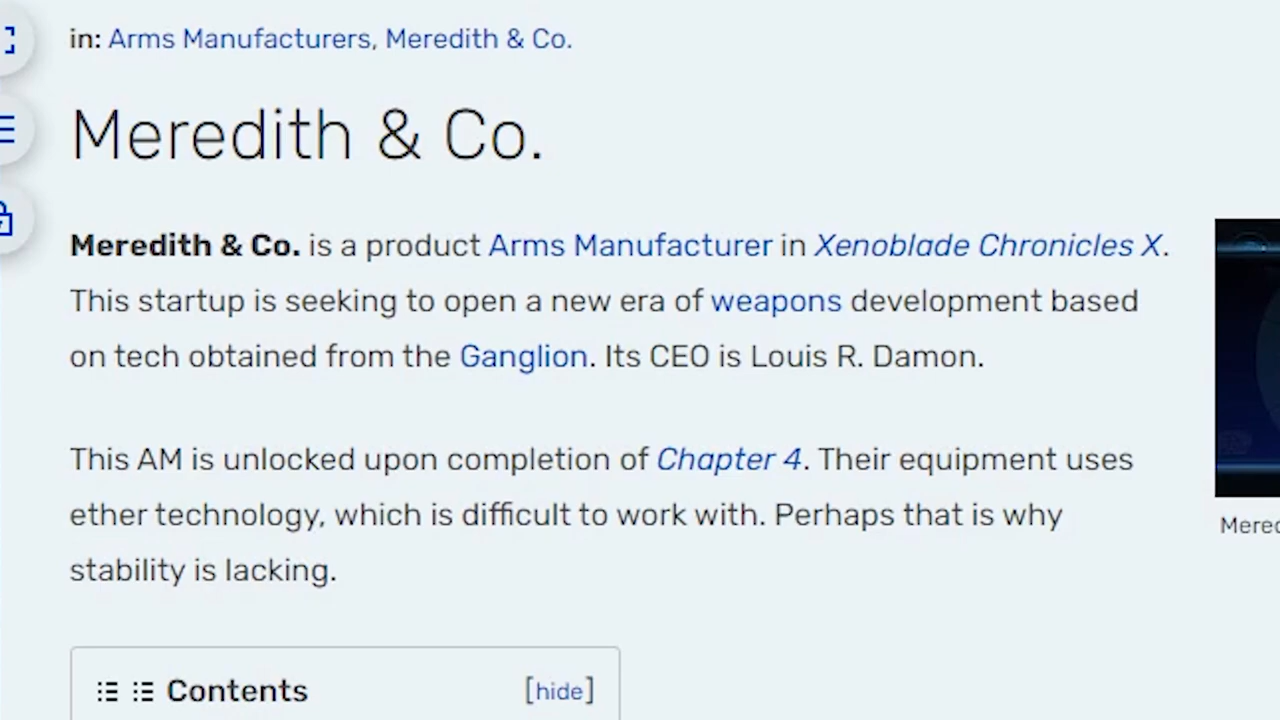 in: Arms Manufacturers, Meredith & Co.
Meredith & Co.
Meredith & Co. is a product Arms Manufacturer in Xenoblade Chronicles X.
This startup is seeking to open a new era of weapons development based
on tech obtained from the Ganglion. Its CEO is Louis R. Damon.
This AM is unlocked upon completion of Chapter 4. Their equipment uses
ether technology, which is difficult to work with. Perhaps that is why
stability is lacking.
Contents [hide]